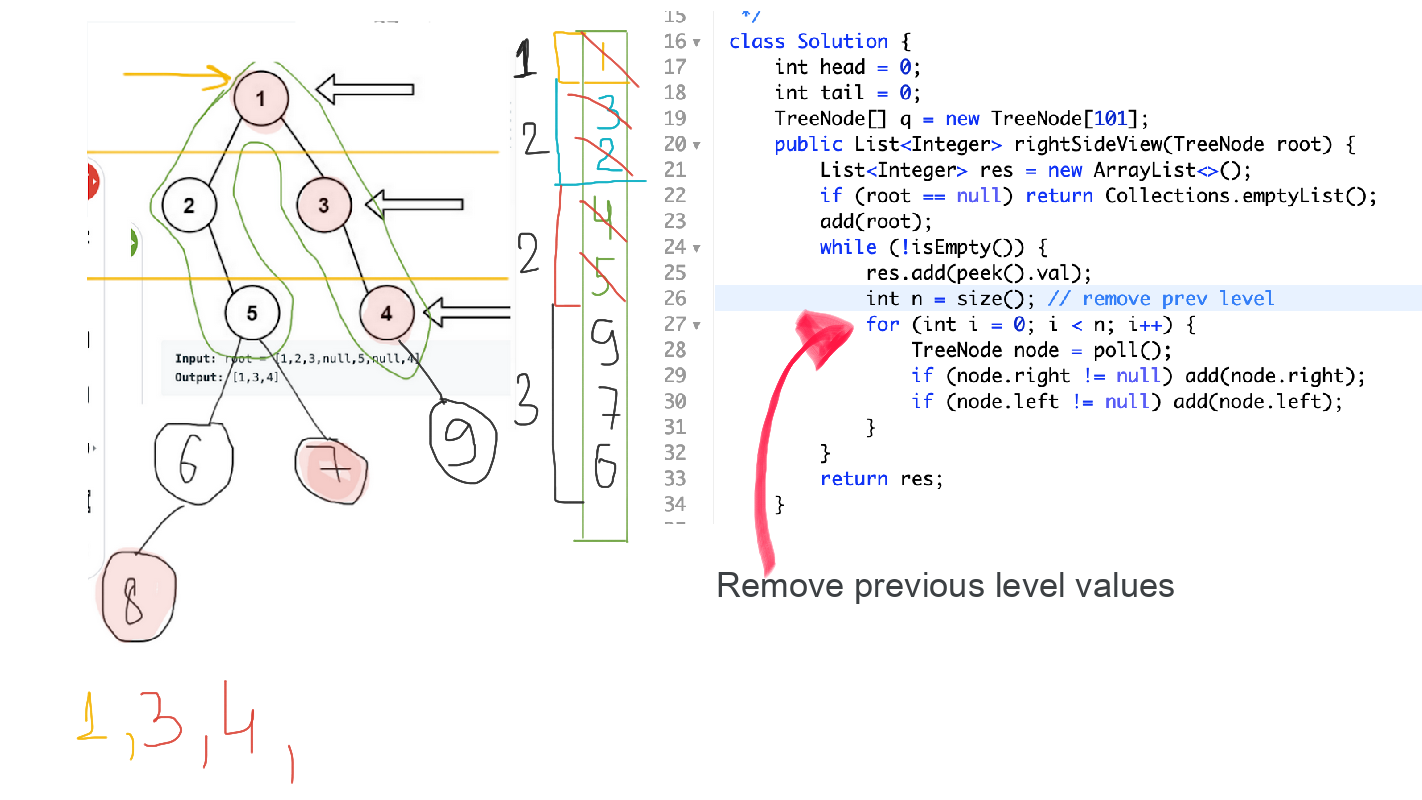 1
2
3
5
4
Input: root = [1,2,3,null,5,null,4]
Output: [1,3,4]
6
7
9
8
1,3,4,
1
2
2
3
1
3
2
4
5
9
7
6
15 */
16 class Solution {
17 int head = 0;
18 int tail = 0;
19 TreeNode[] q = new TreeNode[101];
20 public List<Integer> rightSideView(TreeNode root) {
21 List<Integer> res = new ArrayList<>();
22 if (root == null) return Collections.emptyList();
23 add(root);
24 while (!isEmpty()) {
25 res.add(peek().val);
26 int n = size(); // remove prev level
27 for (int i = 0; i < n; i++) {
28 TreeNode node = poll();
29 if (node.right != null) add(node.right);
30 if (node.left != null) add(node.left);
31 }
32 }
33 return res;
34 }
Remove previous level values